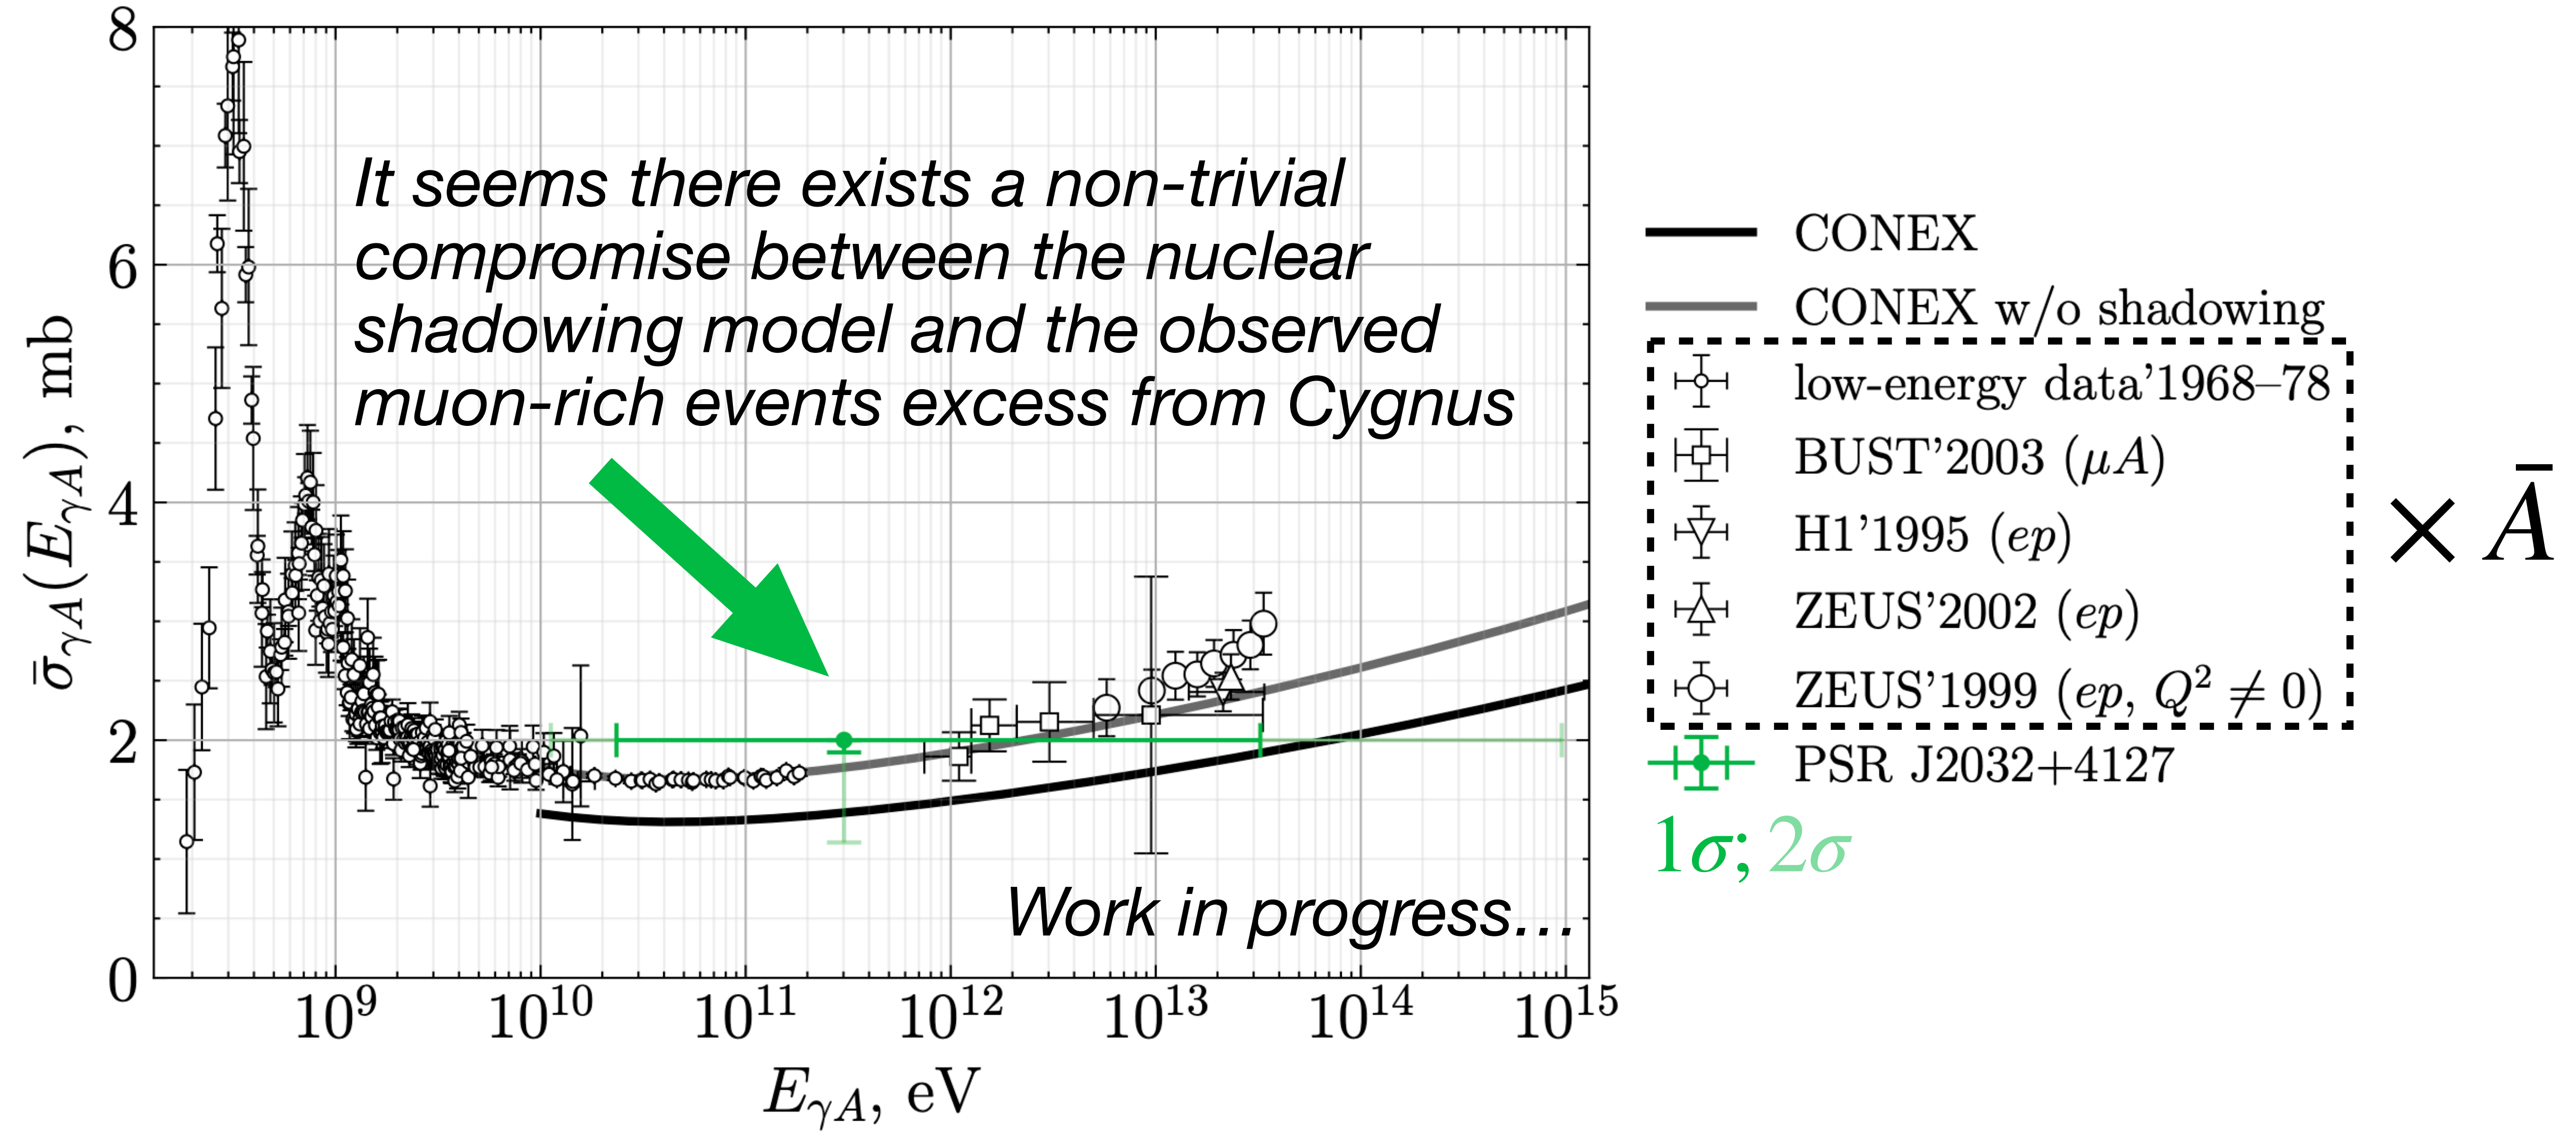 8
6
4
2
0
σ̄γA(EγA), mb
It seems there exists a non-trivial
compromise between the nuclear
shadowing model and the observed
muon-rich events excess from Cygnus
Work in progress…
10⁹ 10¹⁰ 10¹¹ 10¹² 10¹³ 10¹⁴ 10¹⁵
EγA, eV
CONEX
CONEX w/o shadowing
low-energy data'1968–78
BUST'2003 (μA)
H1'1995 (ep)
ZEUS'2002 (ep)
ZEUS'1999 (ep, Q² ≠ 0)
× Ā
PSR J2032+4127
1σ; 2σ